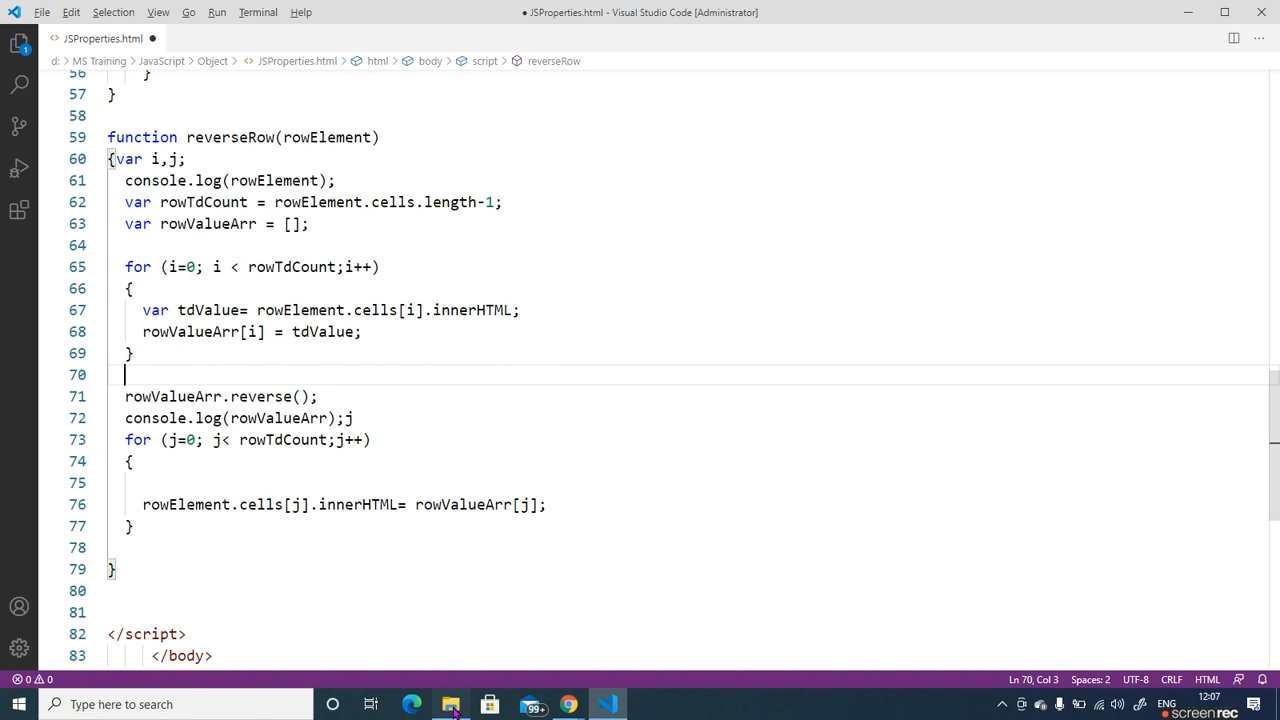 File Edit Selection View Go Run Terminal Help
● JSProperties.html - Visual Studio Code [Administrator]
<> JSProperties.html ●
d: > MS Training > JavaScript > Object > <> JSProperties.html > html > body > script > reverseRow
56 }
57 }
58
59 function reverseRow(rowElement)
60 {var i,j;
61 console.log(rowElement);
62 var rowTdCount = rowElement.cells.length-1;
63 var rowValueArr = [];
64
65 for (i=0; i < rowTdCount;i++)
66 {
67 var tdValue= rowElement.cells[i].innerHTML;
68 rowValueArr[i] = tdValue;
69 }
70
71 rowValueArr.reverse();
72 console.log(rowValueArr);j
73 for (j=0; j< rowTdCount;j++)
74 {
75
76 rowElement.cells[j].innerHTML= rowValueArr[j];
77 }
78
79 }
80
81
82 </script>
83 </body>
1
0 0
Ln 70, Col 3 Spaces: 2 UTF-8 CRLF HTML
Type here to search
99+
ENG
12:07
screenrec